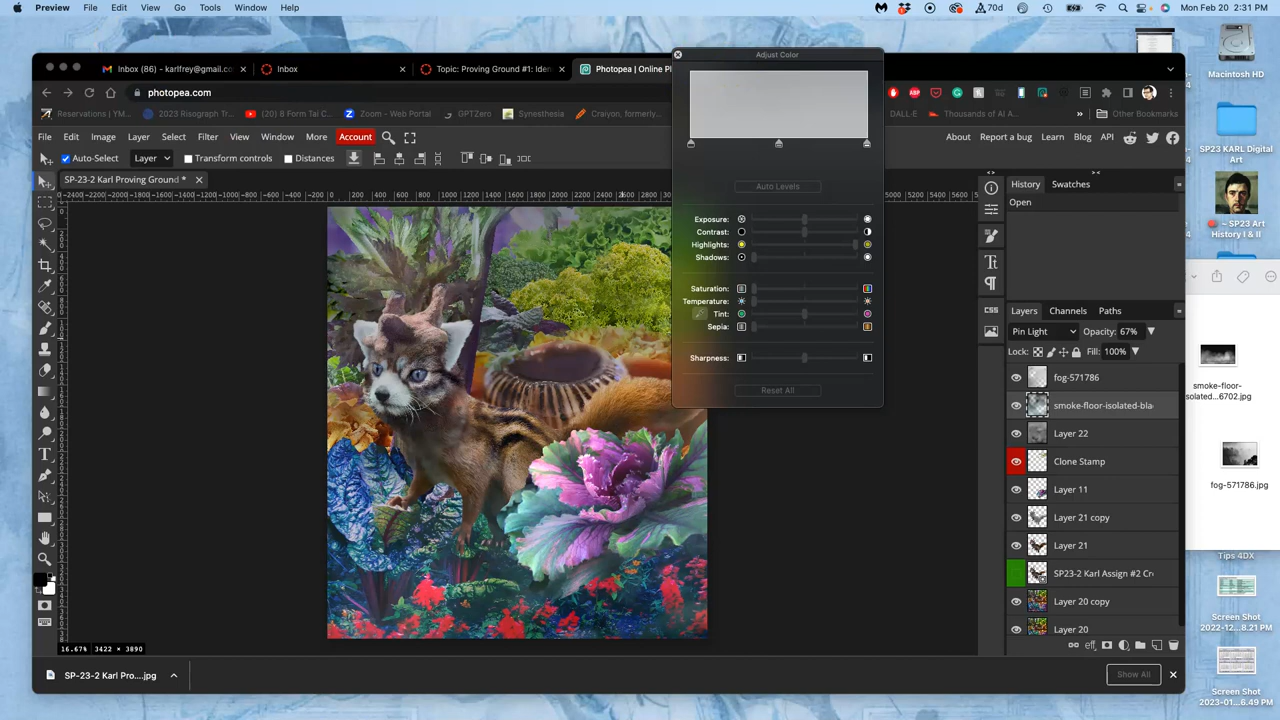 Preview File Edit View Go Tools Window Help 70d Mon Feb 20 2:31 PM
Adjust Color
Inbox (86) - karlfrey@gmail.c Inbox Topic: Proving Ground #1: Iden Photopea | Online P
photopea.com
Reservations | YM... 2023 Risograph Tra 8 Form Tai C Zoom - Web Portal GPTZero Synesthesia Craiyon, formerly... DALL·E Thousands of AI A » Other Bookmarks
File Edit Image Layer Select Filter View Window More Account About Report a bug Learn Blog API
Auto-Select Layer Transform controls Distances
SP-23-2 Karl Proving Ground *
History Swatches
Open
Auto Levels
Exposure:
Contrast:
Highlights:
Shadows:
Saturation:
Temperature:
Tint:
Sepia:
Sharpness:
Reset All
CSS
Layers Channels Paths
Pin Light Opacity: 67%
Lock: Fill: 100%
fog-571786
smoke-floor-isolated-bla
Layer 22
Clone Stamp
Layer 11
Layer 21 copy
Layer 21
SP23-2 Karl Assign #2 Cr
Layer 20 copy
Layer 20
eff
16.67% 3422 × 3890
SP-23-2 Karl Pro....jpg
Show All
Macintosh HD
SP23 KARL Digital
Art
~ SP23 Art
History I & II
smoke-floor-
solated...6702.jpg
fog-571786.jpg
Tips 4DX
Screen Shot
2022-12...8.21 PM
Screen Shot
2023-01...6.49 PM